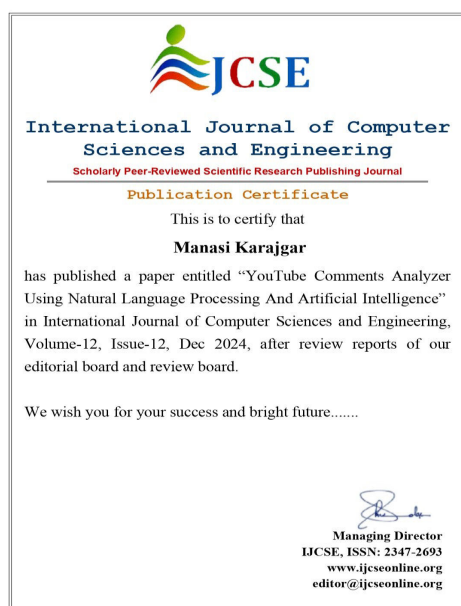 IJCSE
International Journal of Computer
Sciences and Engineering
Scholarly Peer-Reviewed Scientific Research Publishing Journal
Publication Certificate
This is to certify that
Manasi Karajgar
has published a paper entitled “YouTube Comments Analyzer
Using Natural Language Processing And Artificial Intelligence”
in International Journal of Computer Sciences and Engineering,
Volume-12, Issue-12, Dec 2024, after review reports of our
editorial board and review board.
We wish you for your success and bright future.......
Managing Director
IJCSE, ISSN: 2347-2693
www.ijcseonline.org
editor@ijcseonline.org